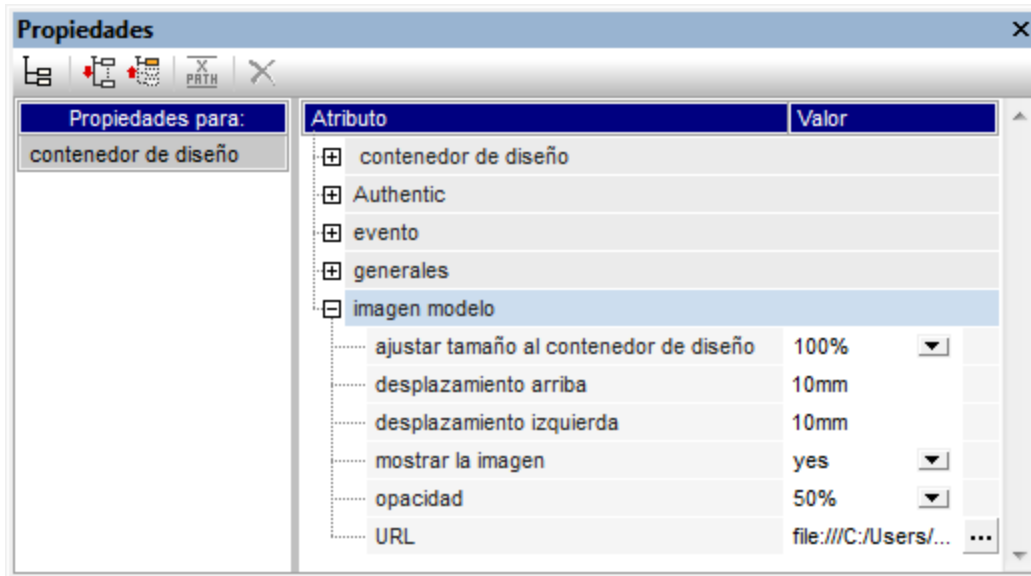 Propiedades
X
PATH
Propiedades para:
contenedor de diseño
Atributo Valor
contenedor de diseño
Authentic
evento
generales
imagen modelo
ajustar tamaño al contenedor de diseño 100%
desplazamiento arriba 10mm
desplazamiento izquierda 10mm
mostrar la imagen yes
opacidad 50%
URL file:///C:/Users/... ...